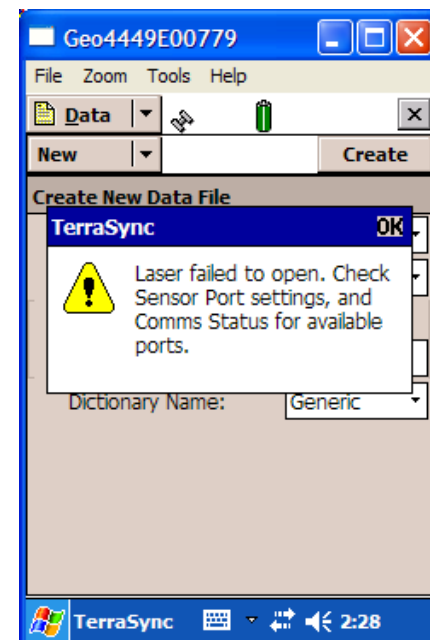 Geo4449E00779
File Zoom Tools Help
Data
New Create
Create New Data File
TerraSync OK
Laser failed to open. Check
Sensor Port settings, and
Comms Status for available
ports.
Dictionary Name: Generic
TerraSync 2:28